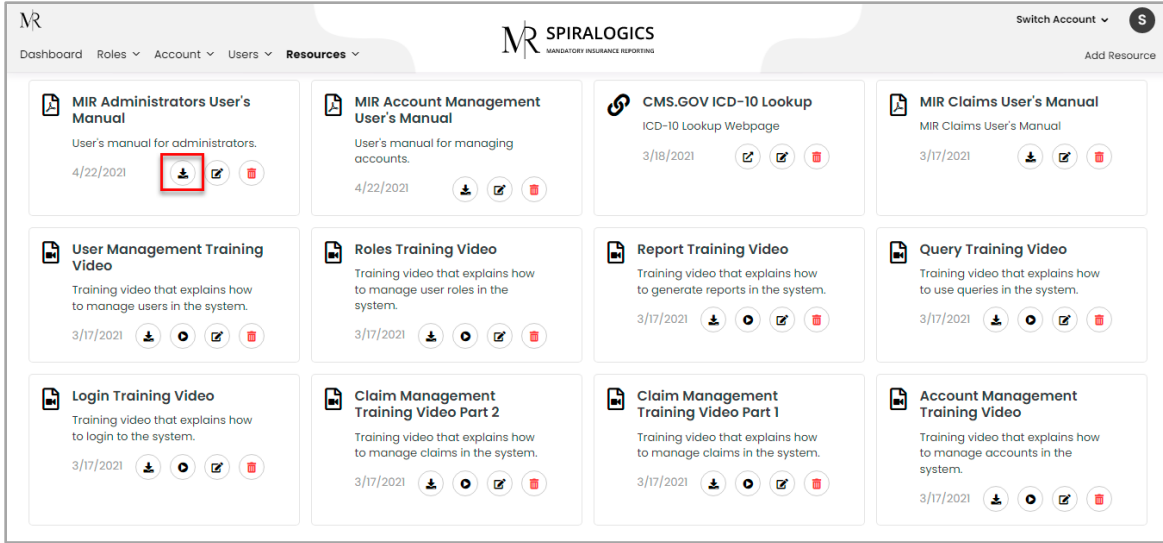 MR
Switch Account
S
MR SPIRALOGICS
MANDATORY INSURANCE REPORTING
Dashboard Roles Account Users Resources
Add Resource
MIR Administrators User's
Manual
User's manual for administrators.
4/22/2021
MIR Account Management
User's Manual
User's manual for managing
accounts.
4/22/2021
CMS.GOV ICD-10 Lookup
ICD-10 Lookup Webpage
3/18/2021
MIR Claims User's Manual
MIR Claims User's Manual
3/17/2021
User Management Training
Video
Training video that explains how
to manage users in the system.
3/17/2021
Roles Training Video
Training video that explains how
to manage user roles in the
system.
3/17/2021
Report Training Video
Training video that explains how
to generate reports in the system.
3/17/2021
Query Training Video
Training video that explains how
to use queries in the system.
3/17/2021
Login Training Video
Training video that explains how
to login to the system.
3/17/2021
Claim Management
Training Video Part 2
Training video that explains how
to manage claims in the system.
3/17/2021
Claim Management
Training Video Part 1
Training video that explains how
to manage claims in the system.
3/17/2021
Account Management
Training Video
Training video that explains how
to manage accounts in the
system.
3/17/2021